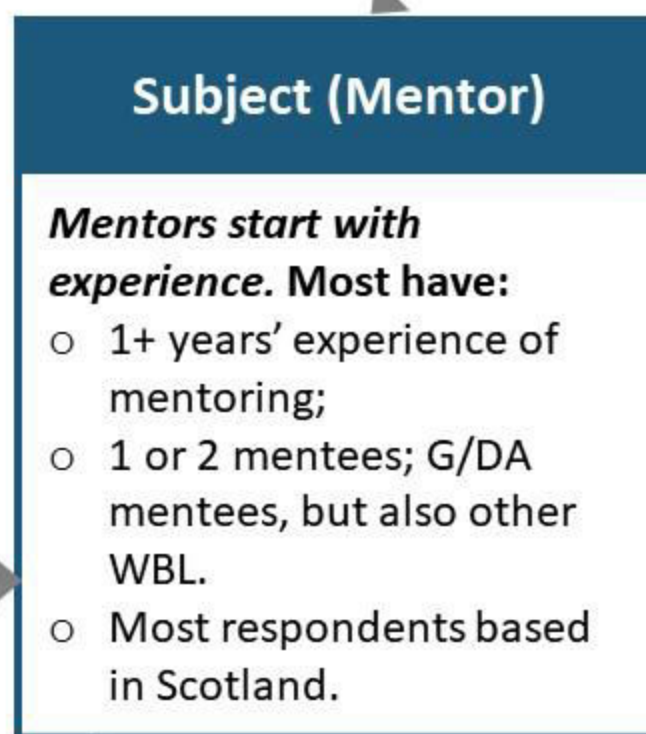 Subject (Mentor)
Mentors start with
experience. Most have:
o 1+ years’ experience of
mentoring;
o 1 or 2 mentees; G/DA
mentees, but also other
WBL.
o Most respondents based
in Scotland.